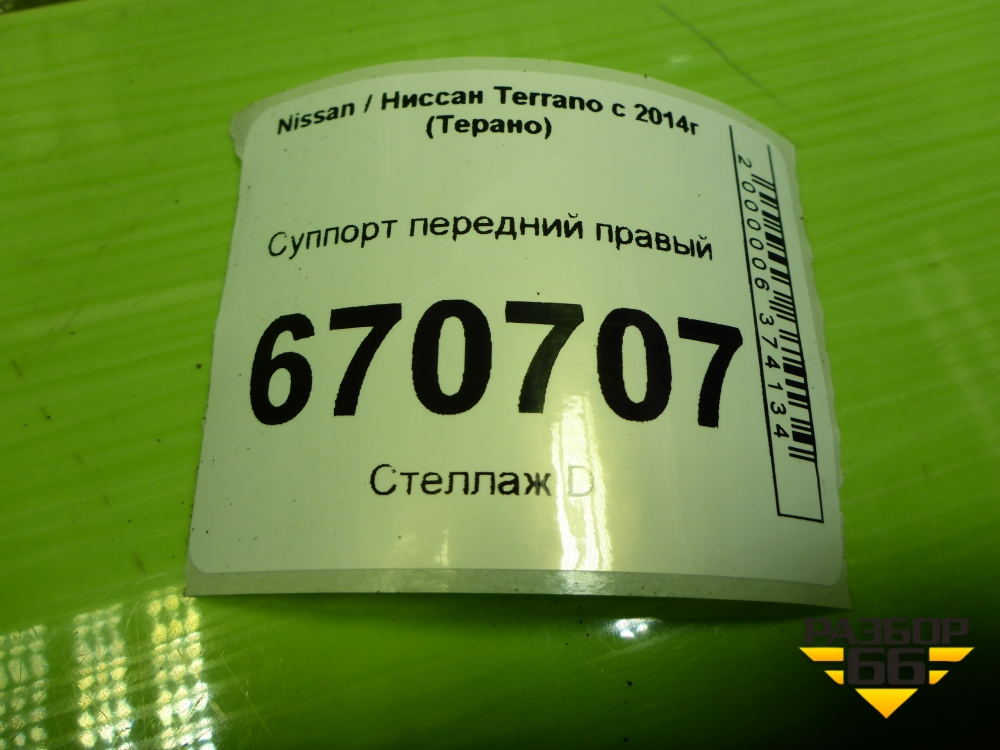 Nissan / Ниссан Terrano с 2014г
(Терано)
Суппорт передний правый
670707
Стеллаж D
2000006374134
РАЗБОР
66